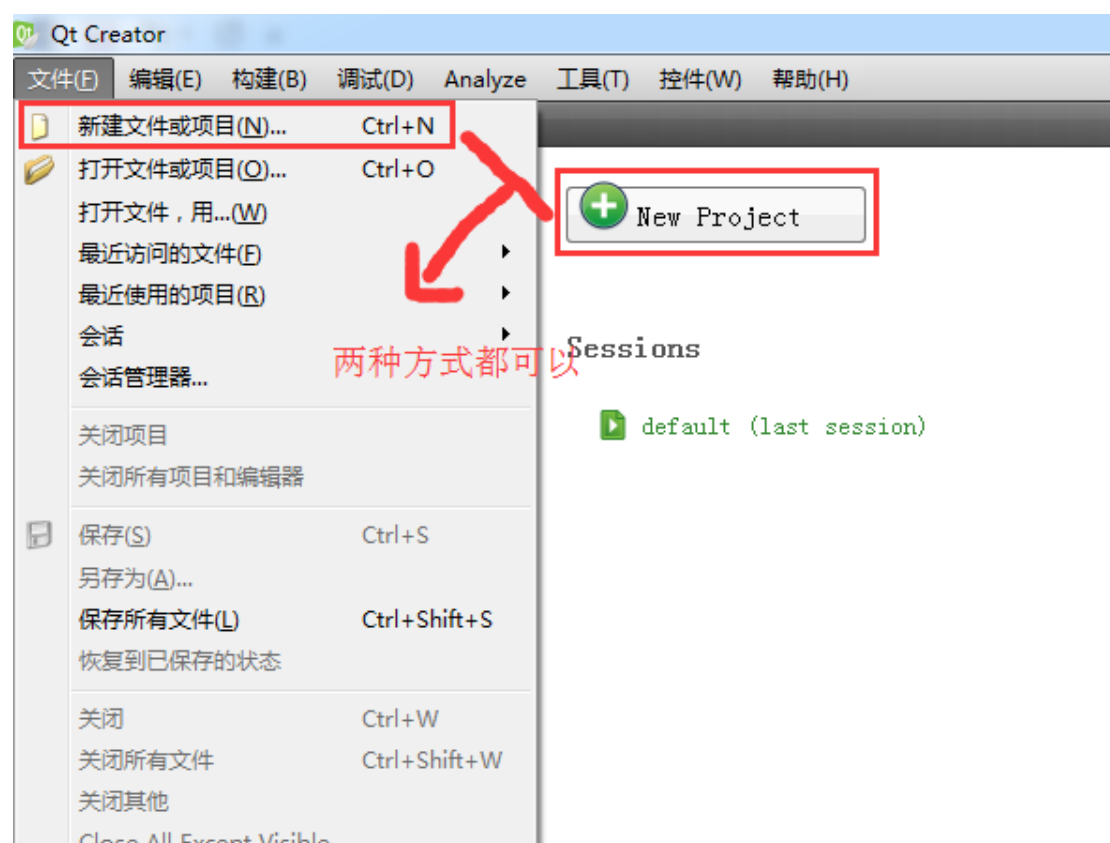 Qt Creator
文件(F) 编辑(E) 构建(B) 调试(D) Analyze 工具(T) 控件(W) 帮助(H)
新建文件或项目(N)... Ctrl+N
打开文件或项目(O)... Ctrl+O
打开文件，用...(W)
New Project
最近访问的文件(F)
最近使用的项目(R)
会话
两种方式都可以
Sessions
会话管理器...
default (last session)
关闭项目
关闭所有项目和编辑器
保存(S) Ctrl+S
另存为(A)...
保存所有文件(L) Ctrl+Shift+S
恢复到已保存的状态
关闭 Ctrl+W
关闭所有文件 Ctrl+Shift+W
关闭其他
Close All Except Visible